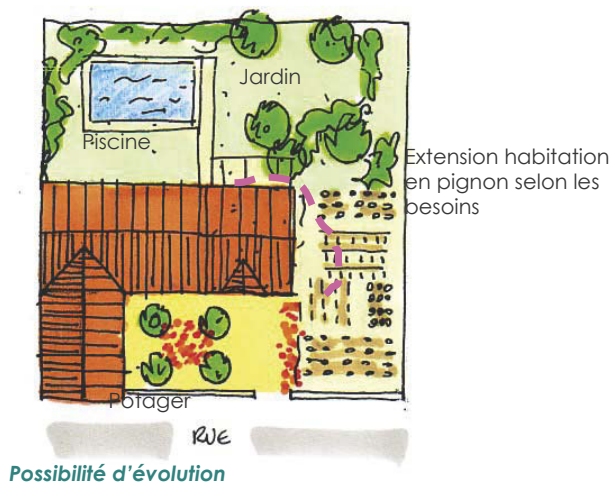 Jardin
Piscine
Extension habitation
en pignon selon les
besoins
Potager
RUE
Possibilité d'évolution